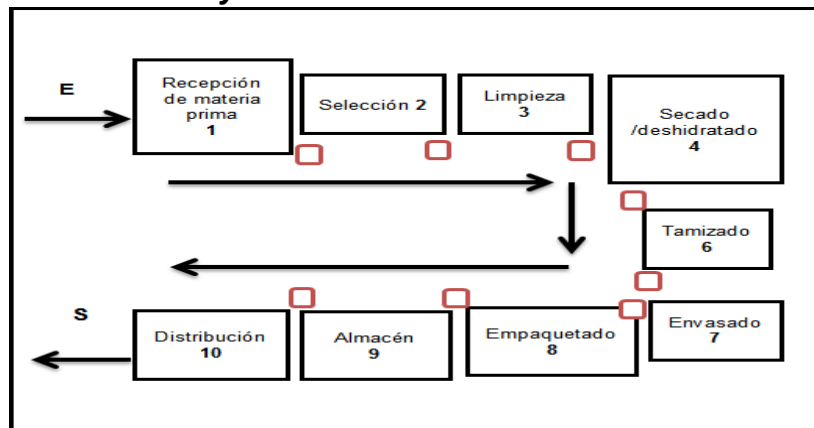 E
Recepción
de materia
prima
1
Selección 2
Limpieza
3
Secado
/deshidratado
4
Tamizado
6
S
Distribución
10
Almacén
9
Empaquetado
8
Envasado
7